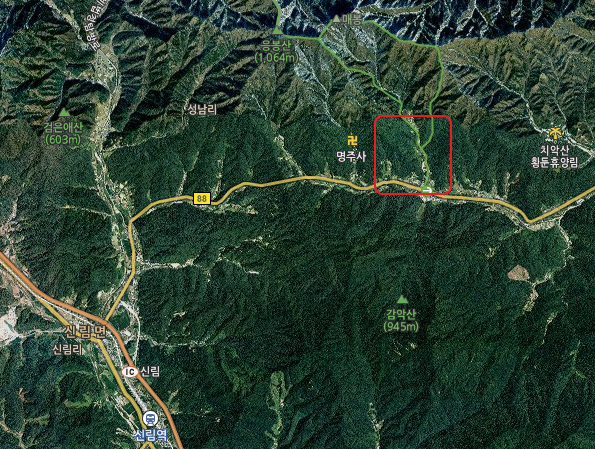 매봉
응봉산
(1,064m)
성남리
검은애산
(603m)
명주사
치악산
황둔휴양림
88
감악산
(945m)
신림면
신림리
IC 신림
신림역